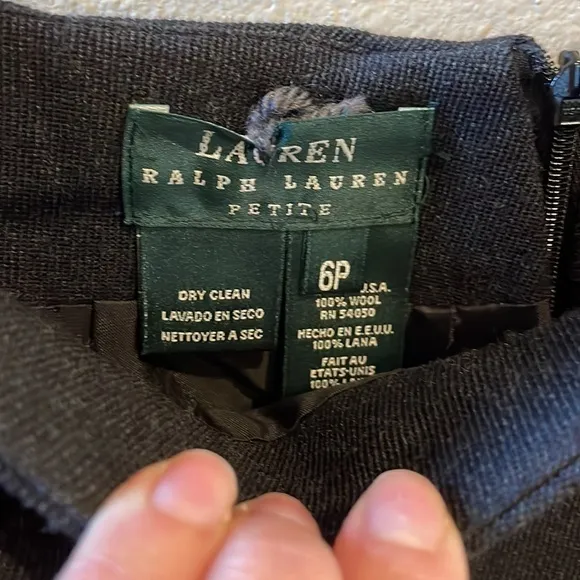 LAUREN
RALPH LAUREN
PETITE
DRY CLEAN
LAVADO EN SECO
NETTOYER A SEC
6P
.S.A.
100% WOOL
RN 54050
HECHO EN E.E.U.U.
100% LANA
FAIT AU
ETATS-UNIS
100%